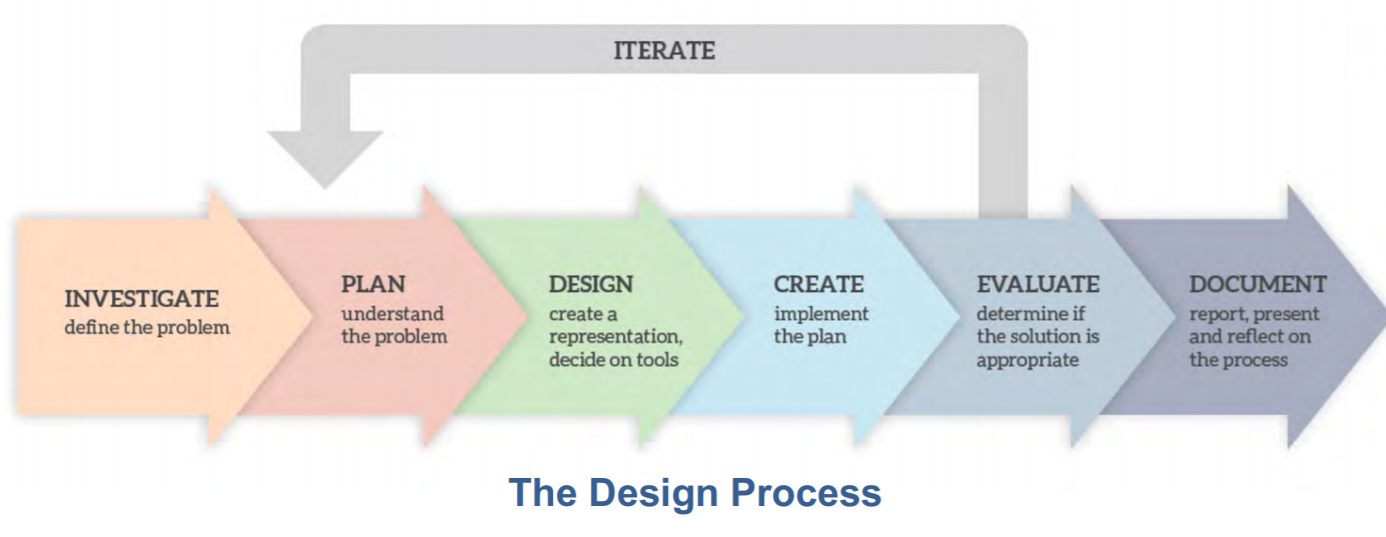 ITERATE
INVESTIGATE
define the problem
PLAN
understand
the problem
DESIGN
create a
representation,
decide on tools
CREATE
implement
the plan
EVALUATE
determine if
the solution is
appropriate
DOCUMENT
report, present
and reflect on
the process
The Design Process